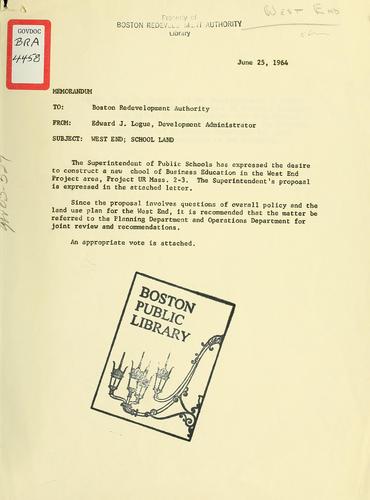 GOVDOC
BRA
4458
Property of
BOSTON REDEVELOPMENT AUTHORITY
Library
WEST END
June 25, 1964
MEMORANDUM
TO: Boston Redevelopment Authority
FROM: Edward J. Logue, Development Administrator
SUBJECT: WEST END; SCHOOL LAND
The Superintendent of Public Schools has expressed the desire
to construct a new chool of Business Education in the West End
Project area, Project UR Mass. 2-3. The Superintendent's proposal
is expressed in the attached letter.
Since the proposal involves questions of overall policy and the
land use plan for the West End, it is recommended that the matter be
referred to the Planning Department and Operations Department for
joint review and recommendations.
An appropriate vote is attached.
BOSTON
PUBLIC
LIBRARY